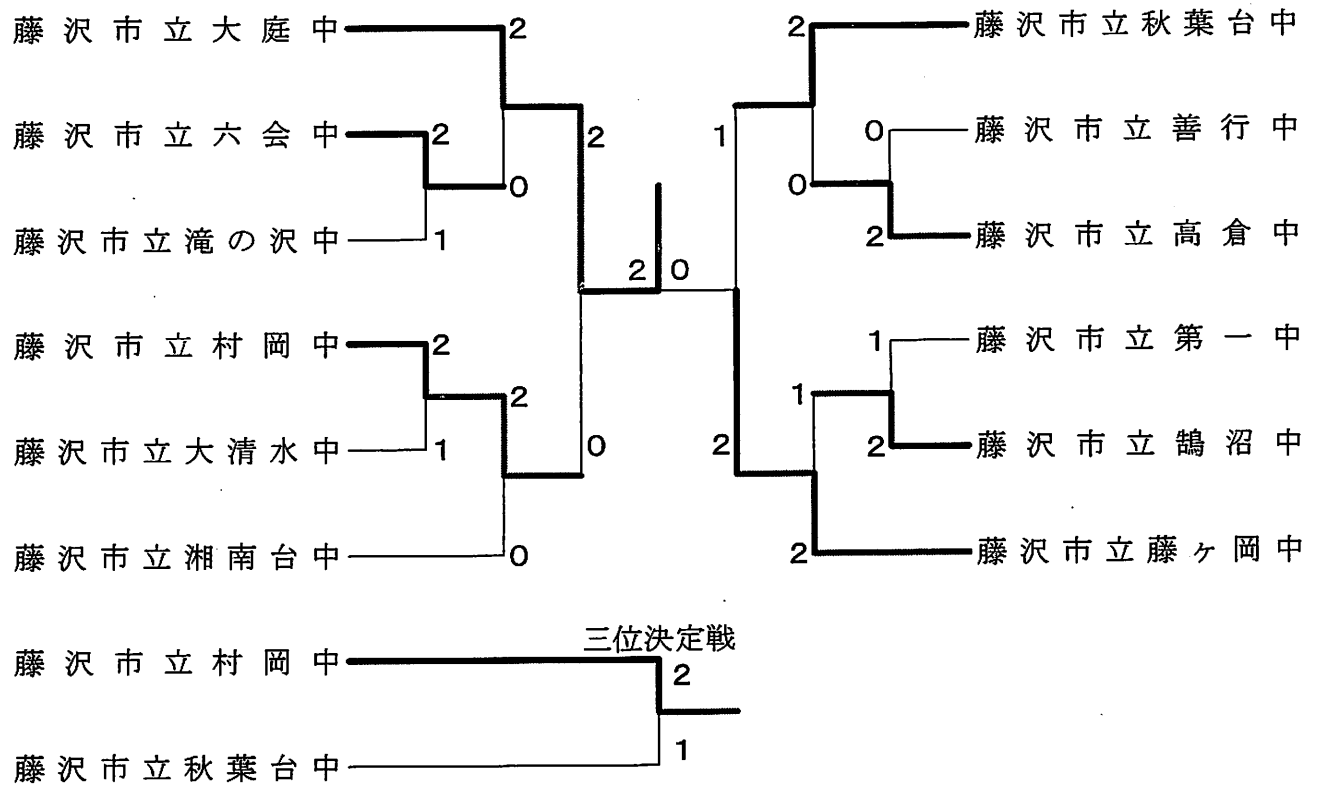 藤沢市立大庭中
2
藤沢市立六会中
2
0
藤沢市立滝の沢中
1
2
藤沢市立村岡中
2
2
藤沢市立大清水中
1
0
藤沢市立湘南台中
0
2 0
2
藤沢市立秋葉台中
1
0
藤沢市立善行中
0
2
藤沢市立高倉中
1
藤沢市立第一中
1
2
2
藤沢市立鵠沼中
2
藤沢市立藤ヶ岡中
三位決定戦
藤沢市立村岡中
2
藤沢市立秋葉台中
1